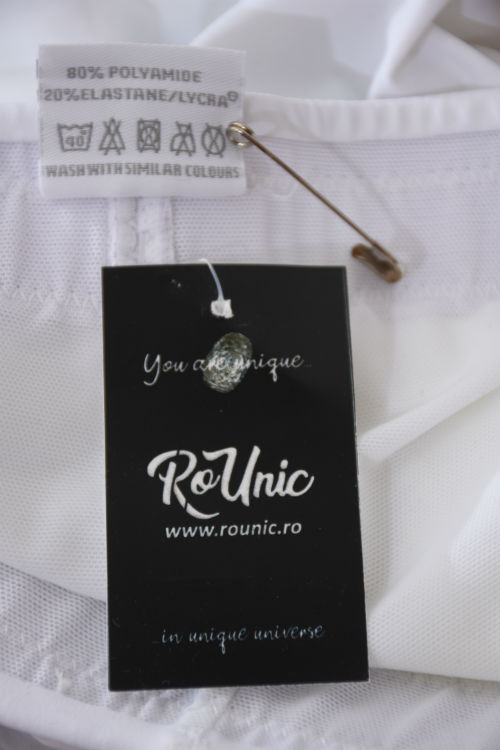 80% POLYAMIDE
20%ELASTANE/LYCRA®
40
WASH WITH SIMILAR COLOURS
You are unique...
RoUnic
www.rounic.ro
...in unique universe